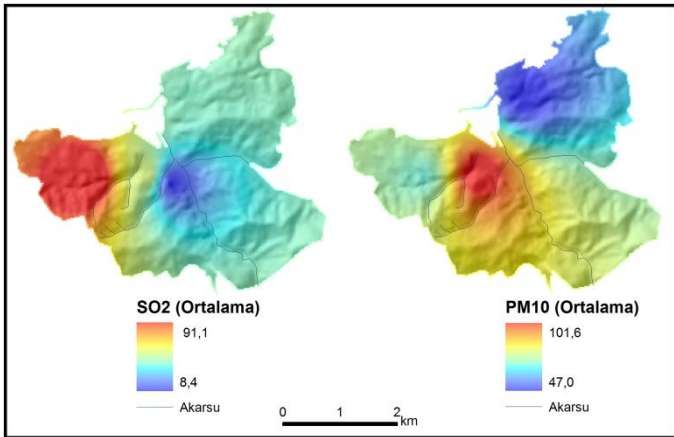 SO2 (Ortalama)
91,1
8,4
Akarsu
PM10 (Ortalama)
101,6
47,0
Akarsu
0 1 2
km